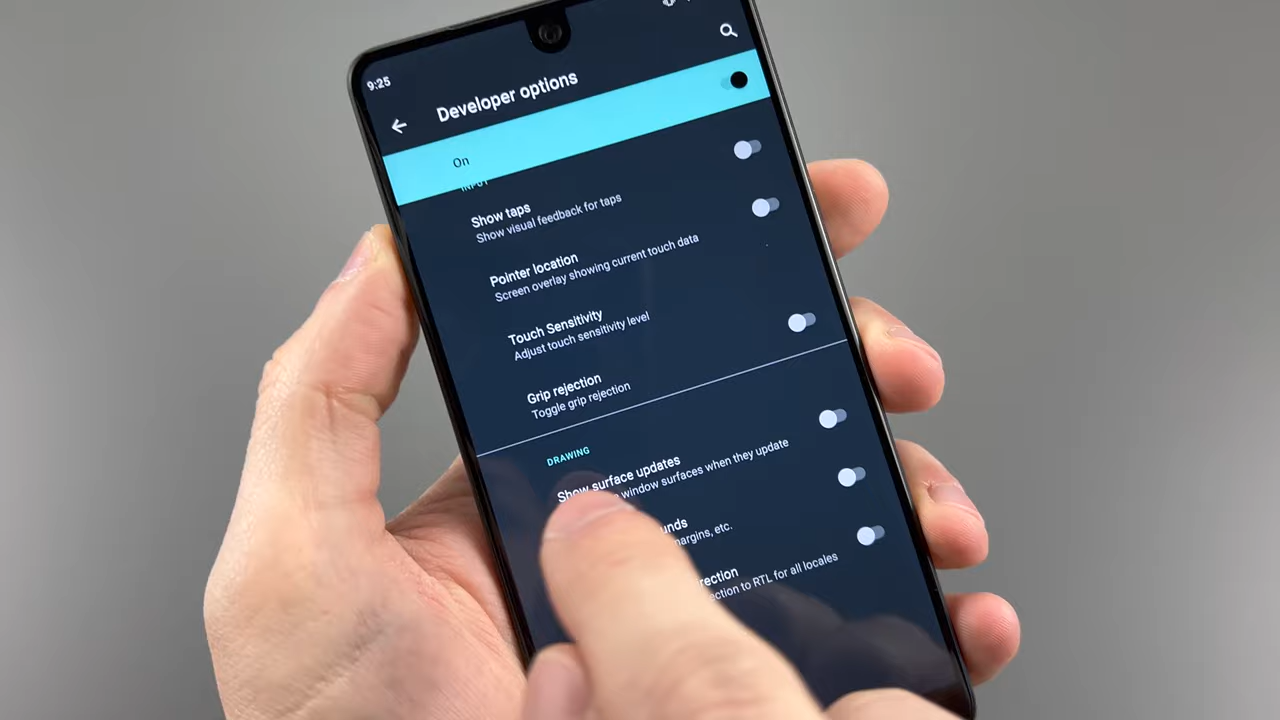 9:25
Developer options
On
INPUT
Show taps
Show visual feedback for taps
Pointer location
Screen overlay showing current touch data
Touch Sensitivity
Adjust touch sensitivity level
Grip rejection
Toggle grip rejection
DRAWING
Show surface updates
window surfaces when they update
margins, etc.
to RTL for all locales